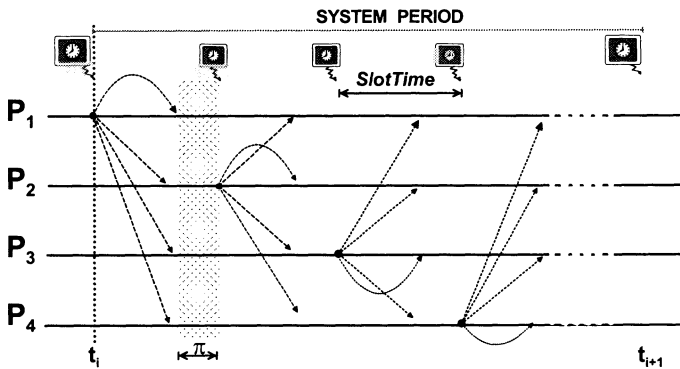 SYSTEM PERIOD
SlotTime
P1
P2
P3
P4
ti
π
ti+1